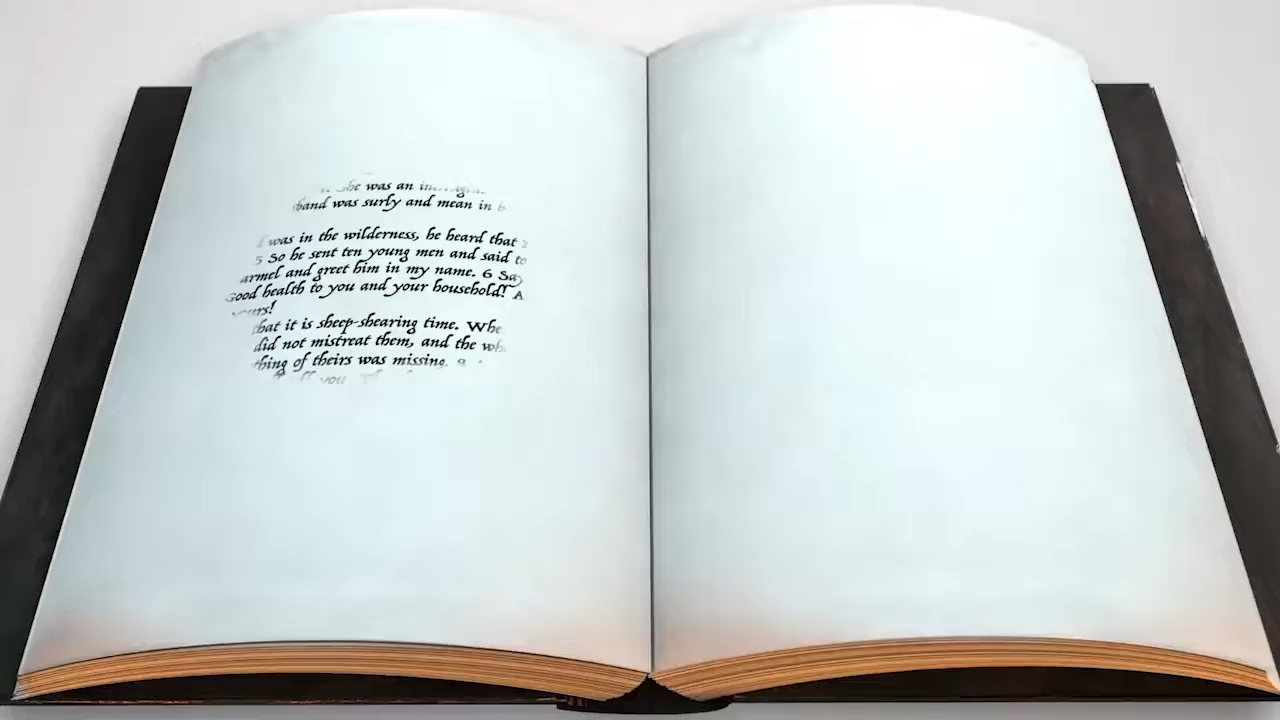 She was an
band was surly and mean in
was in the wilderness, he heard that
5 So he sent ten young men and said to
armel and greet him in my name. 6 Say
Good health to you and your household! A
yours!
that it is sheep-shearing time. Whe
did not mistreat them, and the wh
thing of theirs was missing.
you